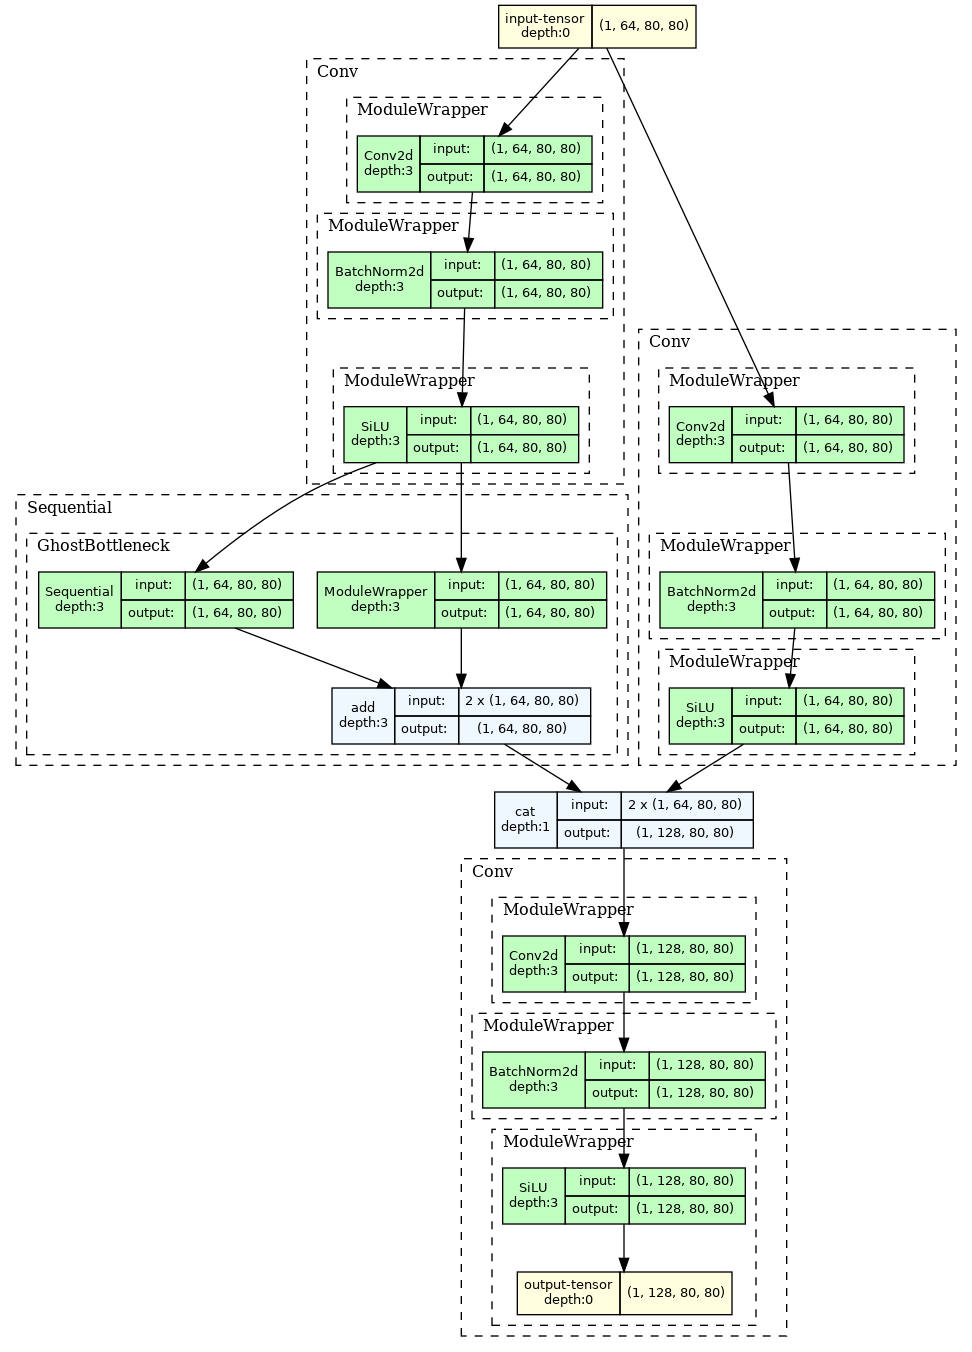 input-tensor
depth:0
(1, 64, 80, 80)
Conv
ModuleWrapper
Conv2d
depth:3
input:
(1, 64, 80, 80)
output:
(1, 64, 80, 80)
ModuleWrapper
BatchNorm2d
depth:3
input:
(1, 64, 80, 80)
output:
(1, 64, 80, 80)
ModuleWrapper
SiLU
depth:3
input:
(1, 64, 80, 80)
output:
(1, 64, 80, 80)
Conv
ModuleWrapper
Conv2d
depth:3
input:
(1, 64, 80, 80)
output:
(1, 64, 80, 80)
ModuleWrapper
BatchNorm2d
depth:3
input:
(1, 64, 80, 80)
output:
(1, 64, 80, 80)
ModuleWrapper
SiLU
depth:3
input:
(1, 64, 80, 80)
output:
(1, 64, 80, 80)
Sequential
GhostBottleneck
Sequential
depth:3
input:
(1, 64, 80, 80)
output:
(1, 64, 80, 80)
ModuleWrapper
depth:3
input:
(1, 64, 80, 80)
output:
(1, 64, 80, 80)
add
depth:3
input:
2 x (1, 64, 80, 80)
output:
(1, 64, 80, 80)
cat
depth:1
input:
2 x (1, 64, 80, 80)
output:
(1, 128, 80, 80)
Conv
ModuleWrapper
Conv2d
depth:3
input:
(1, 128, 80, 80)
output:
(1, 128, 80, 80)
ModuleWrapper
BatchNorm2d
depth:3
input:
(1, 128, 80, 80)
output:
(1, 128, 80, 80)
ModuleWrapper
SiLU
depth:3
input:
(1, 128, 80, 80)
output:
(1, 128, 80, 80)
output-tensor
depth:0
(1, 128, 80, 80)